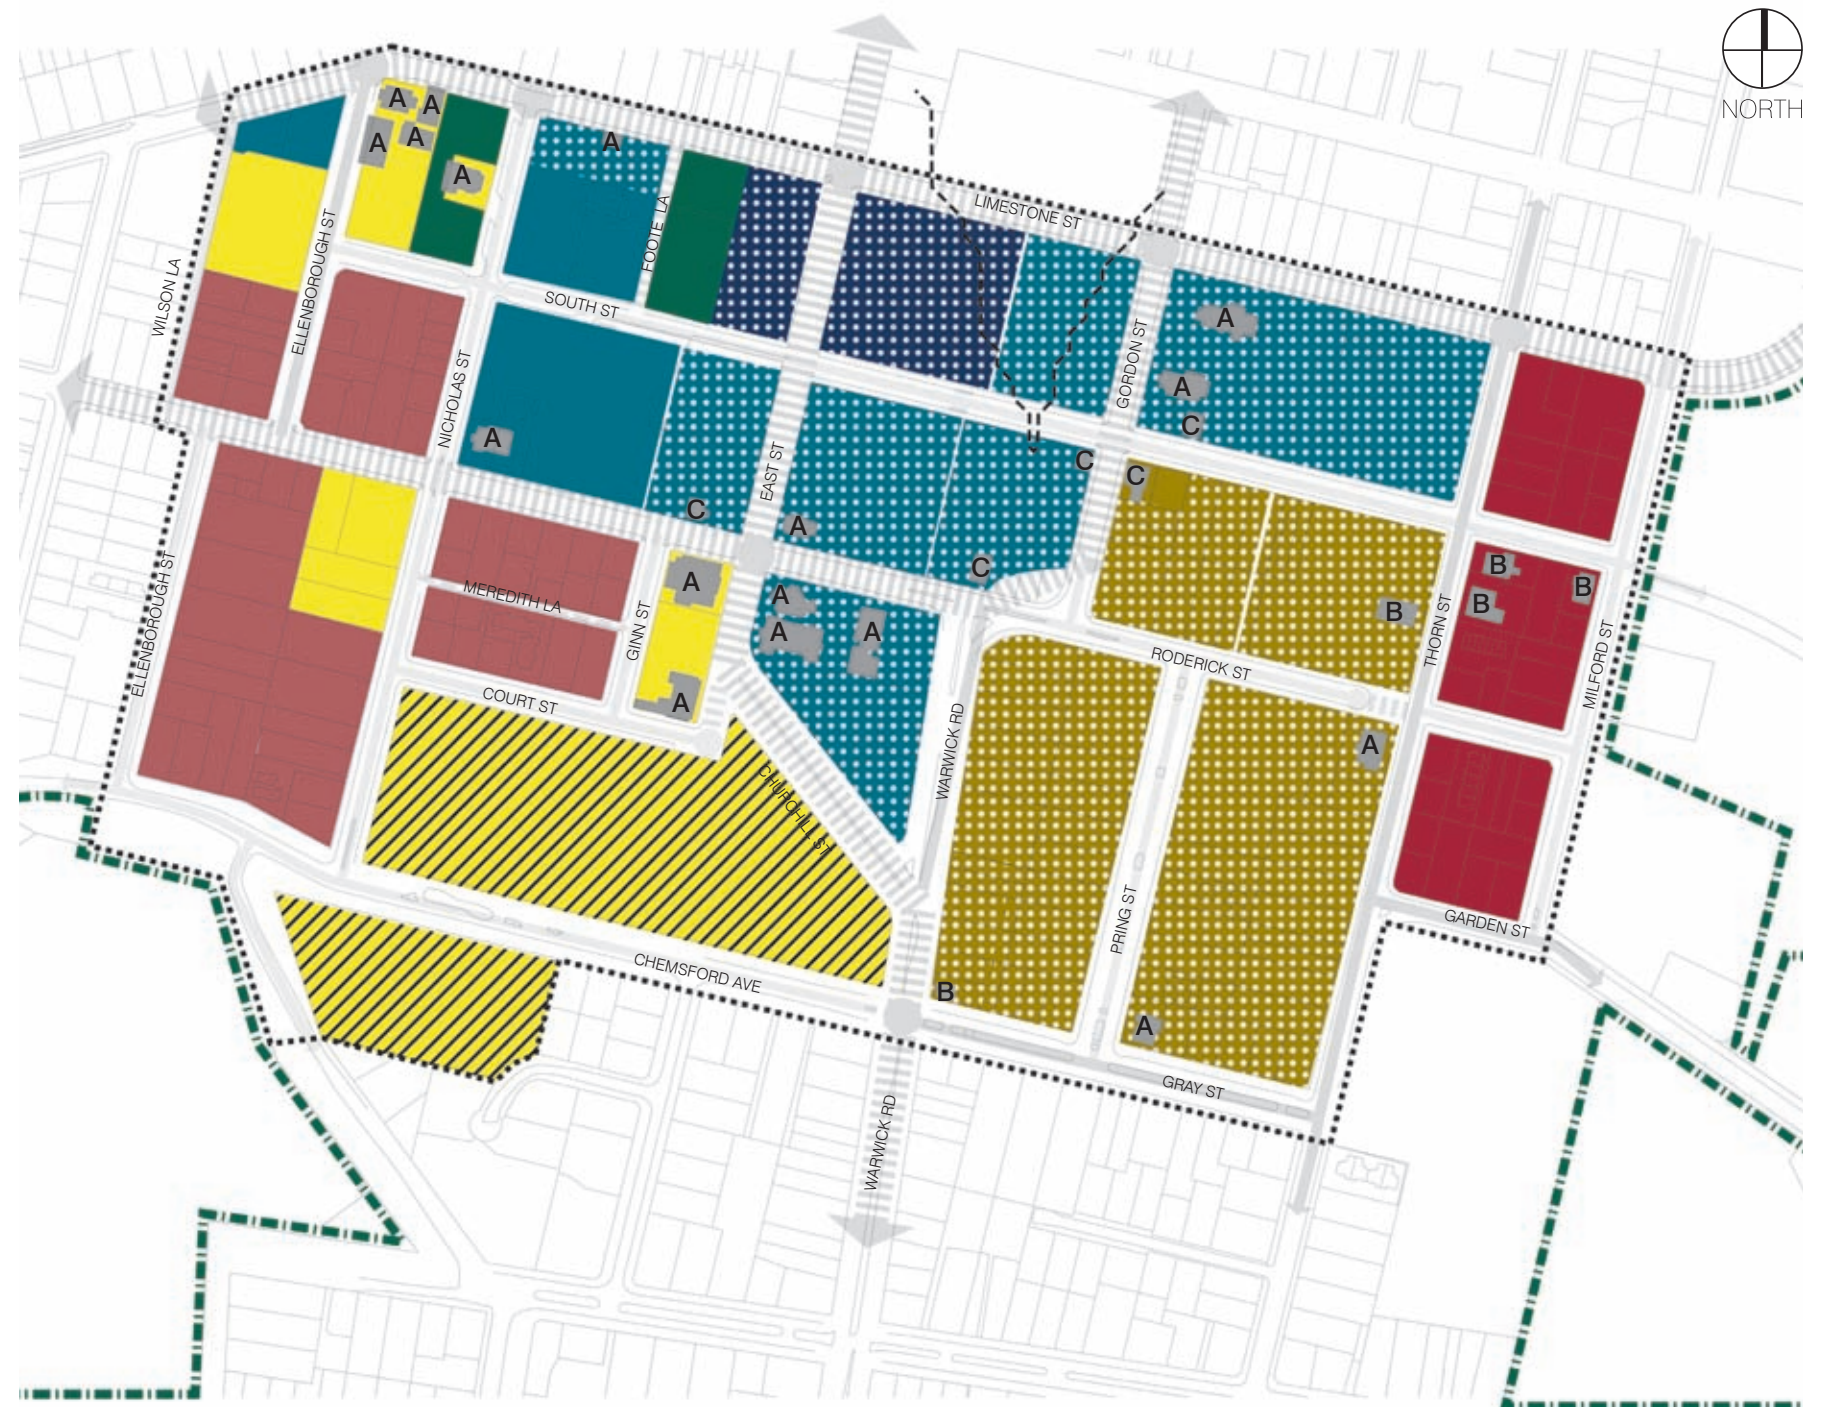 NORTH
A
A
A
A
A
A
LIMESTONE ST
FOOTE LA
ELLENBOROUGH ST
WILSON LA
SOUTH ST
A
GORDON ST
A
C
NICHOLAS ST
A
EAST ST
C
C
C
A
C
A
MEREDITH LA
GINN ST
A
A
A
A
B
B
B
B
THORN ST
MILFORD ST
ELLENBOROUGH ST
RODERICK ST
COURT ST
A
WARWICK RD
A
CHURCHILL ST
PRING ST
GARDEN ST
CHEMSFORD AVE
B
A
GRAY ST
WARWICK RD